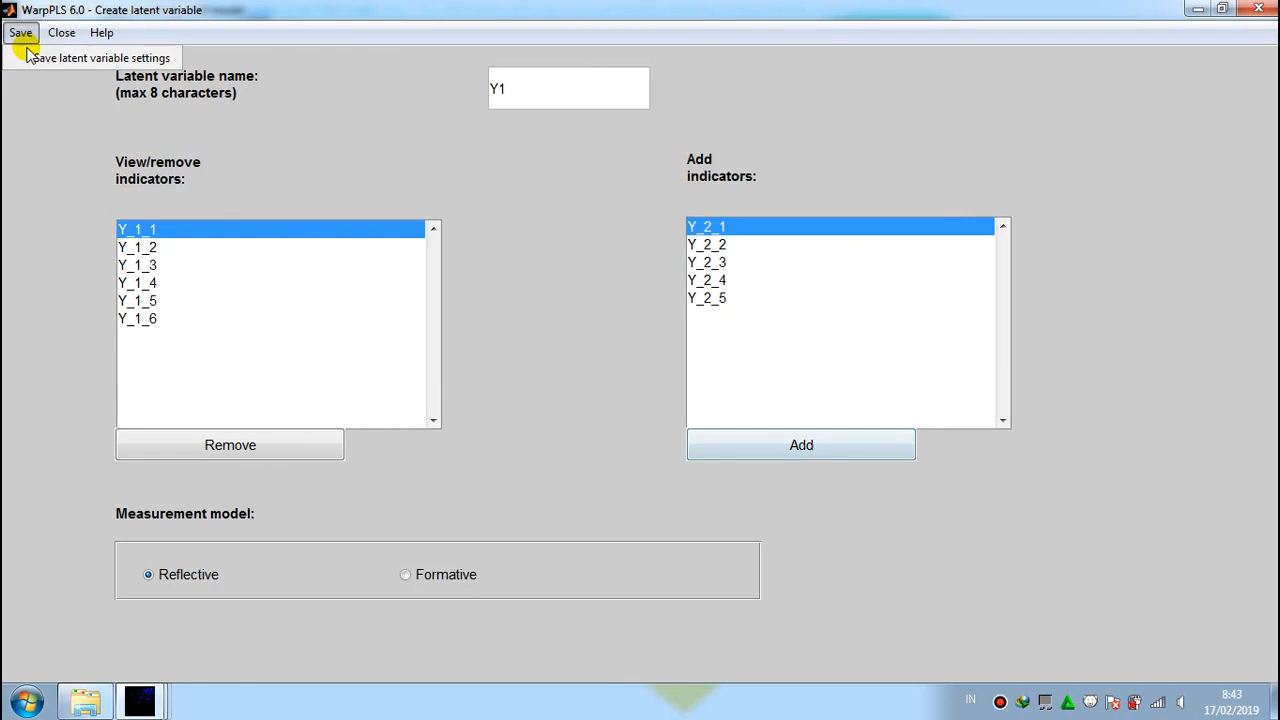 WarpPLS 6.0 - Create latent variable
Save Close Help
Save latent variable settings
Latent variable name:
(max 8 characters)
Y1
View/remove
indicators:
Add
indicators:
Y_1_1
Y_1_2
Y_1_3
Y_1_4
Y_1_5
Y_1_6
Y_2_1
Y_2_2
Y_2_3
Y_2_4
Y_2_5
Remove
Add
Measurement model:
Reflective
Formative
IN
8:43
17/02/2019